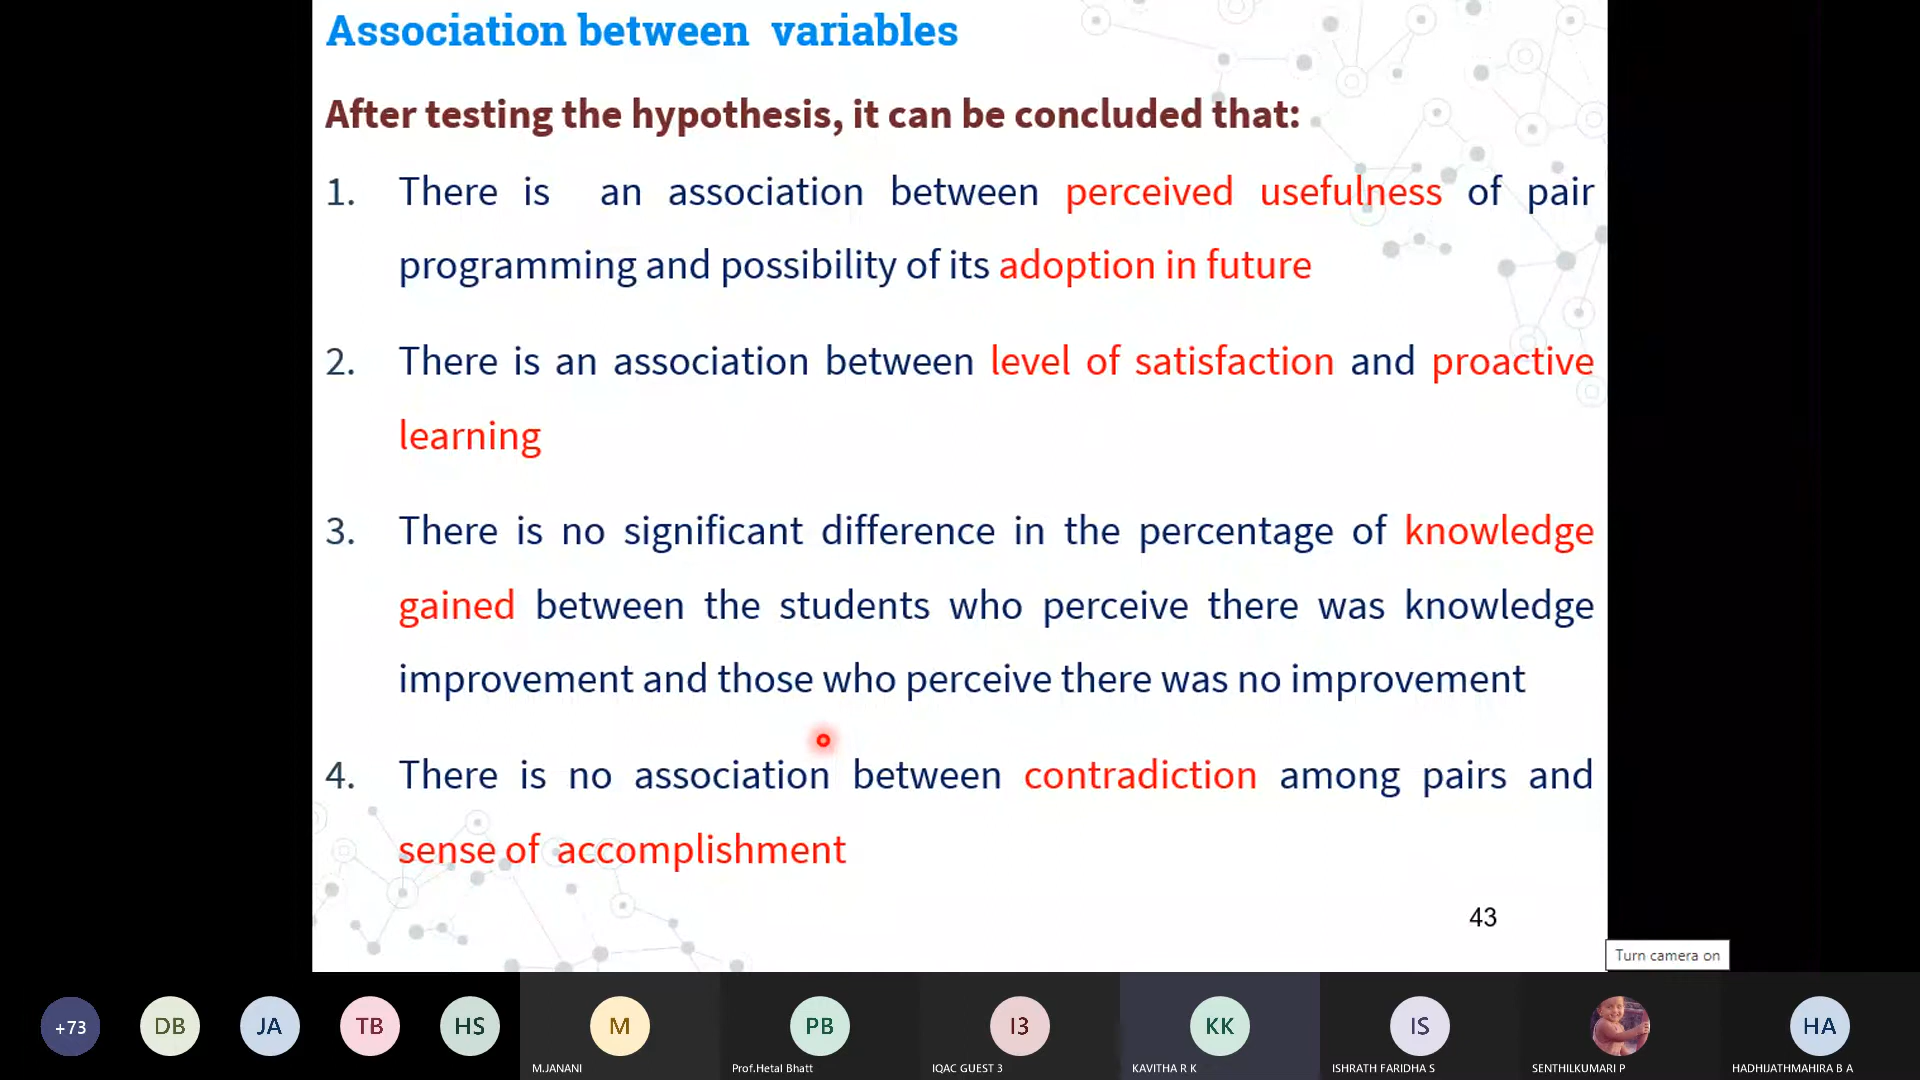 Association between variables
After testing the hypothesis, it can be concluded that:
1. There is an association between perceived usefulness of pair
programming and possibility of its adoption in future
2. There is an association between level of satisfaction and proactive
learning
3. There is no significant difference in the percentage of knowledge
gained between the students who perceive there was knowledge
improvement and those who perceive there was no improvement
4. There is no association between contradiction among pairs and
sense of accomplishment
43
Turn camera on
+73 DB JA TB HS M PB I3 KK IS HA
M.JANANI Prof.Hetal Bhatt IQAC GUEST 3 KAVITHA R K ISHRATH FARIDHA S SENTHILKUMARI P HADHIJATHMAHIRA B A